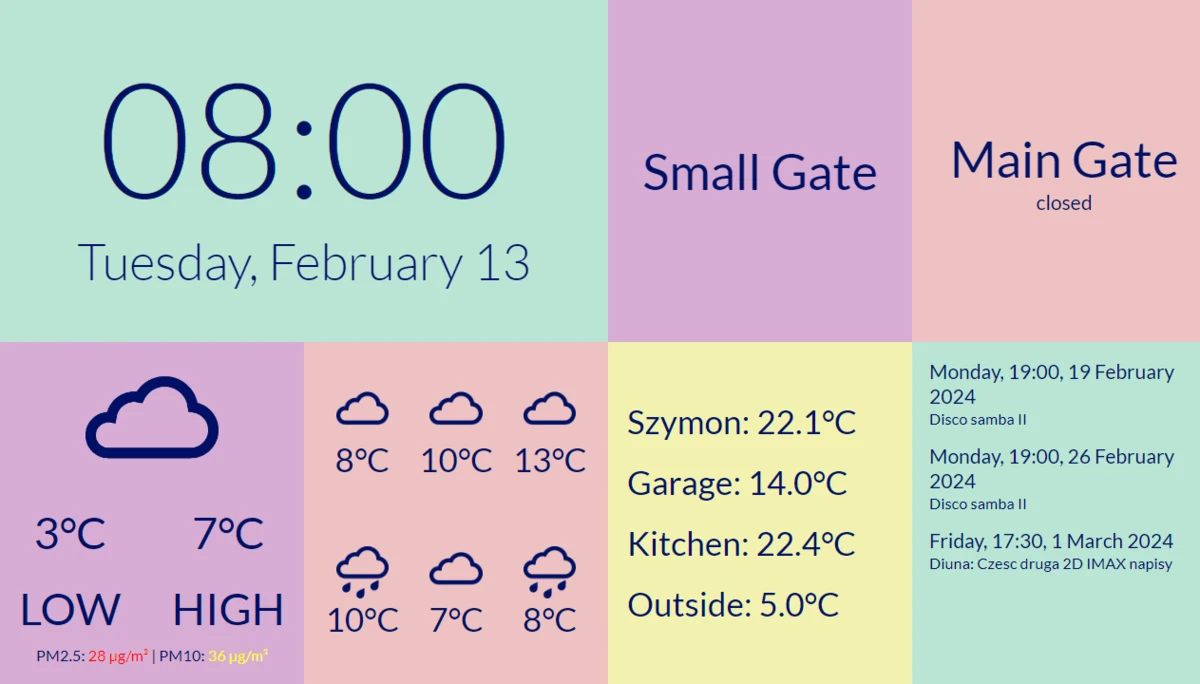 08:00
Tuesday, February 13
Small Gate
Main Gate
closed
3°C 7°C
LOW HIGH
PM2.5: 28 µg/m³ | PM10: 36 µg/m³
8°C 10°C 13°C
10°C 7°C 8°C
Szymon: 22.1°C
Garage: 14.0°C
Kitchen: 22.4°C
Outside: 5.0°C
Monday, 19:00, 19 February
2024
Disco samba II
Monday, 19:00, 26 February
2024
Disco samba II
Friday, 17:30, 1 March 2024
Diuna: Czesc druga 2D IMAX napisy